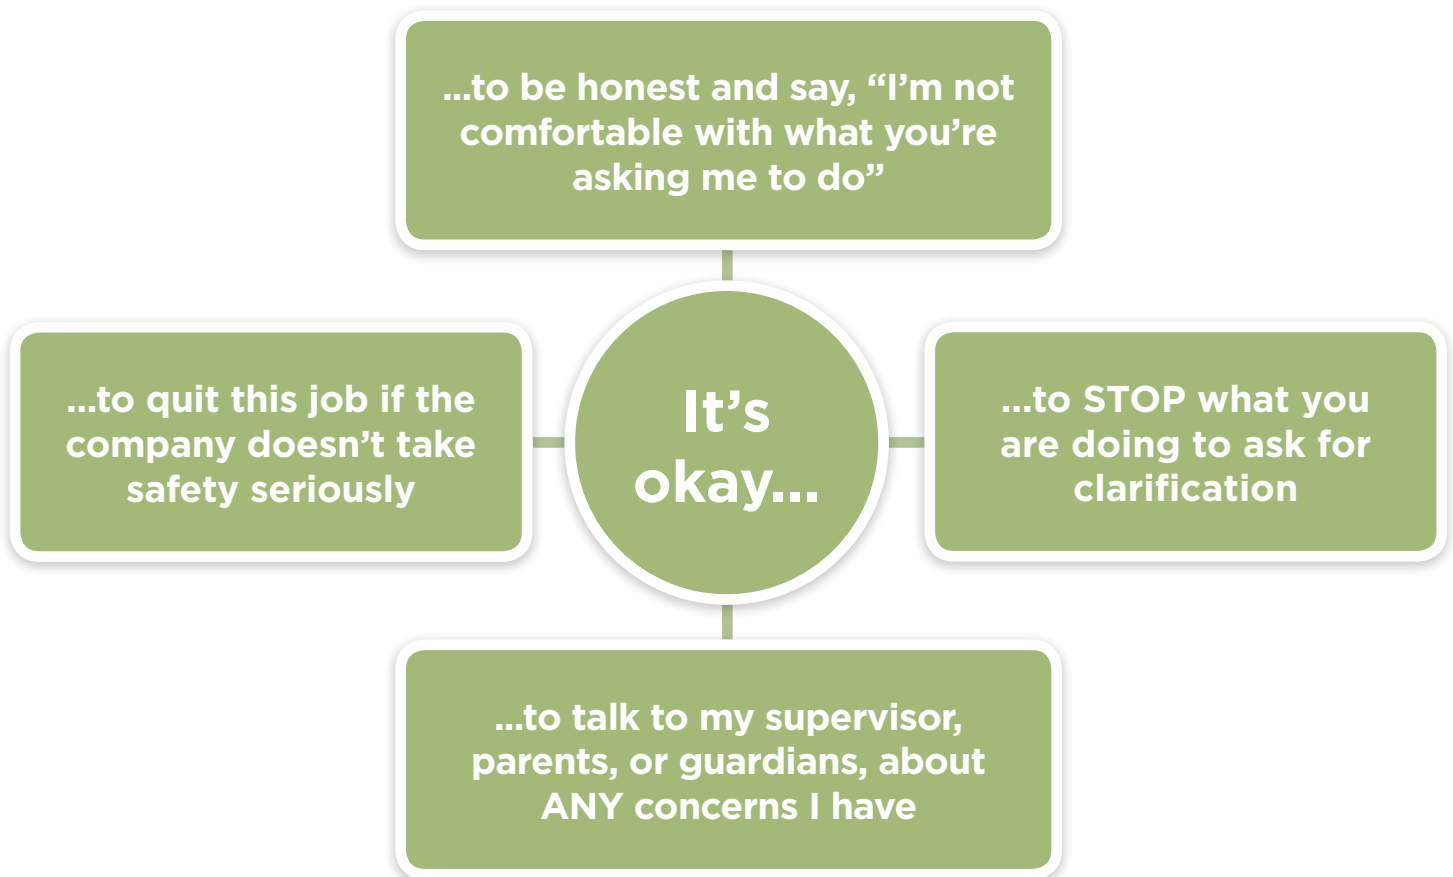 ...to be honest and say, “I’m not
comfortable with what you’re
asking me to do”
...to quit this job if the
company doesn’t take
safety seriously
It’s
okay...
...to STOP what you
are doing to ask for
clarification
...to talk to my supervisor,
parents, or guardians, about
ANY concerns I have